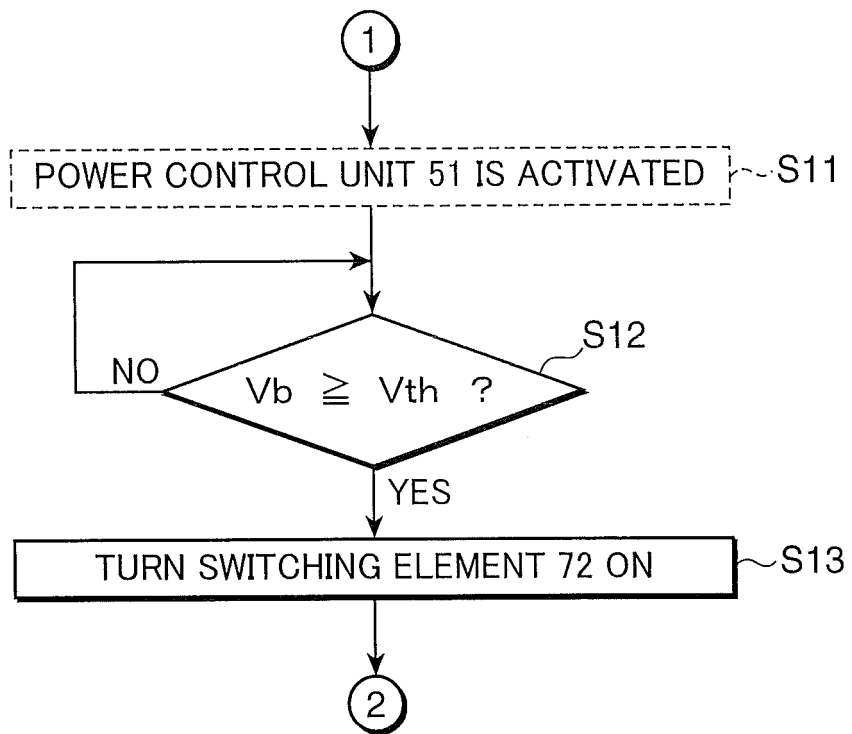 1
POWER CONTROL UNIT 51 IS ACTIVATED
S11
S12
NO
Vb ≧ Vth ?
YES
TURN SWITCHING ELEMENT 72 ON
S13
2